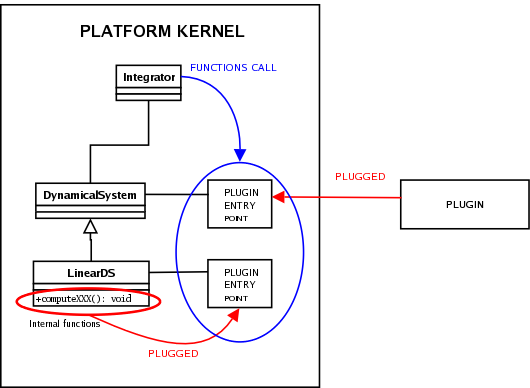 PLATFORM KERNEL
FUNCTIONS CALL
Integrator
PLUGGED
DynamicalSystem
PLUGIN
ENTRY
POINT
PLUGIN
LinearDS
PLUGIN
ENTRY
POINT
+computeXXX(): void
Internal functions
PLUGGED